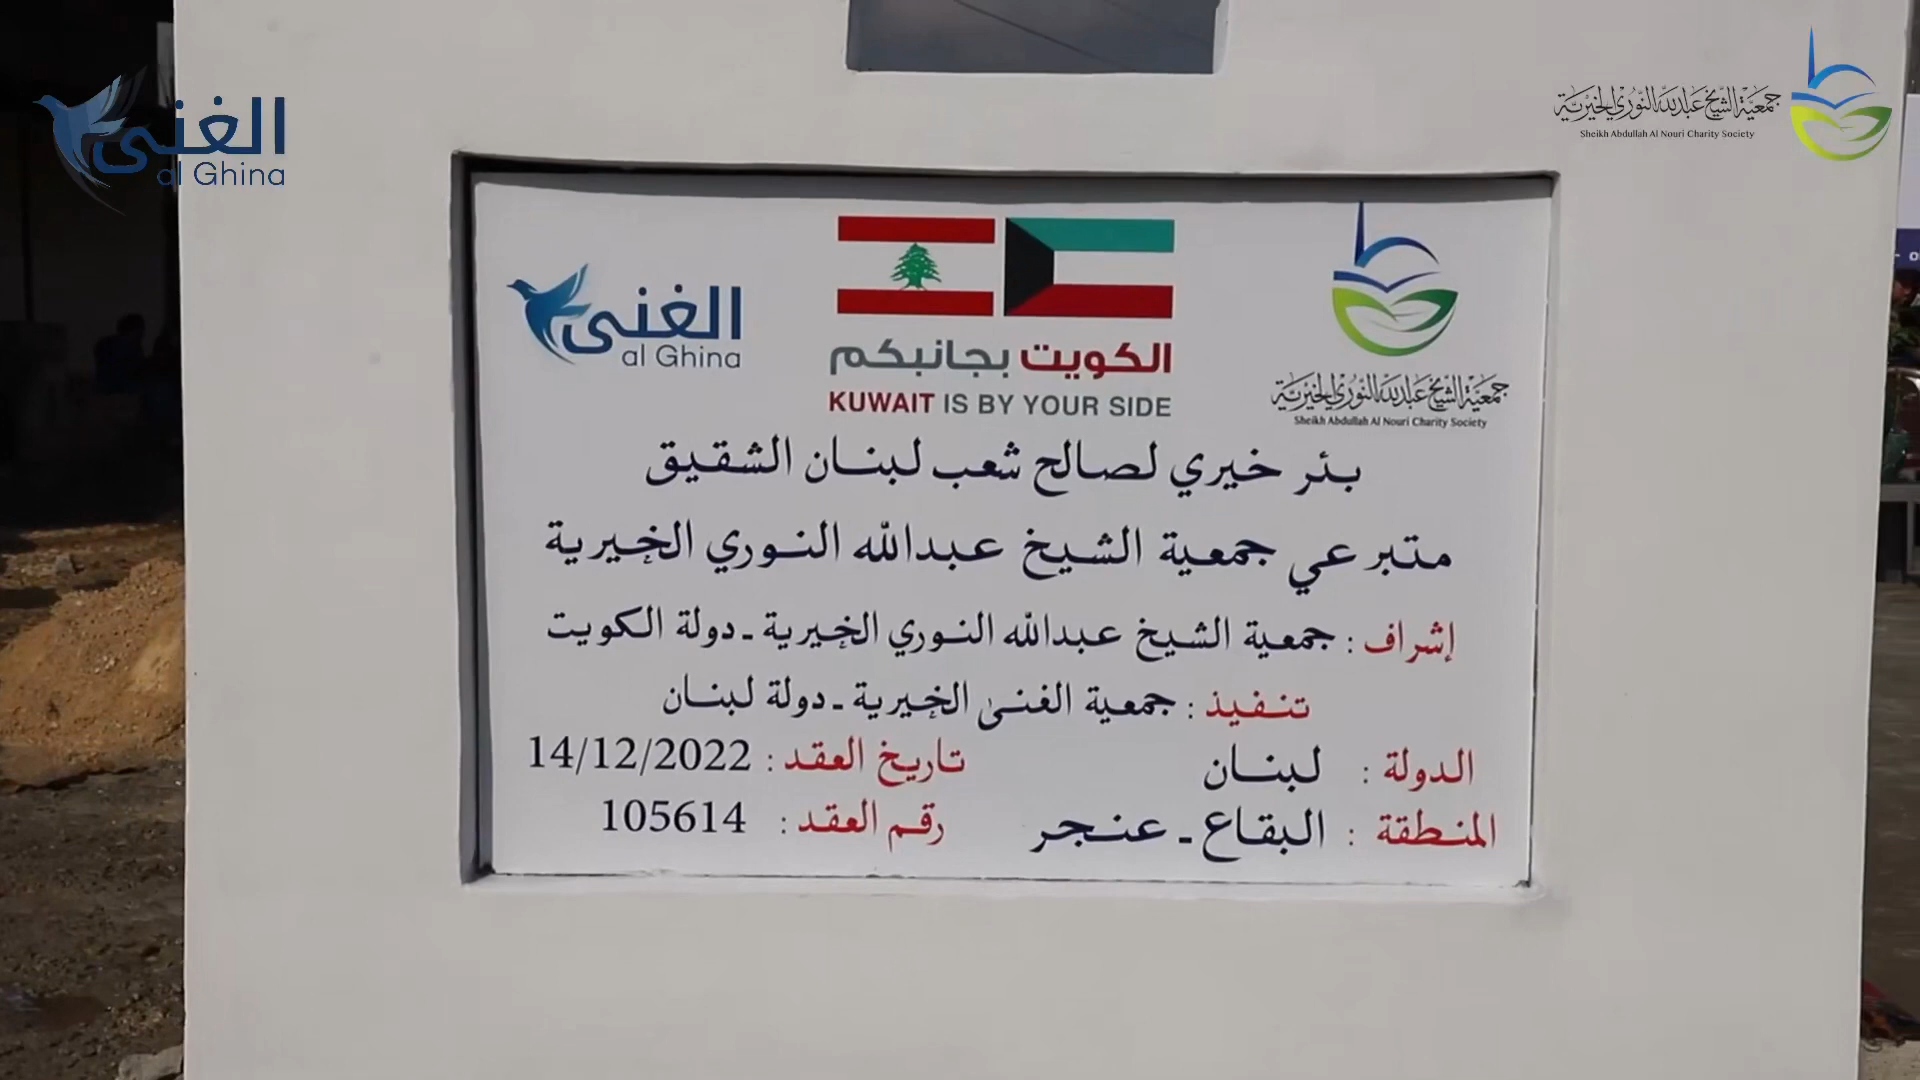 الغنى
al Ghina
جمعية الشيخ عبدالله النوري الخيرية
Sheikh Abdullah Al Nouri Charity Society
الغنى
al Ghina
الكويت بجانبكم
KUWAIT IS BY YOUR SIDE
جمعية الشيخ عبدالله النوري الخيرية
Sheikh Abdullah Al Nouri Charity Society
بئر خيري لصالح شعب لبنان الشقيق
متبرعي جمعية الشيخ عبدالله النوري الخيرية
إشراف : جمعية الشيخ عبدالله النوري الخيرية - دولة الكويت
تنفيذ : جمعية الغنى الخيرية - دولة لبنان
الدولة : لبنان تاريخ العقد : 14/12/2022
المنطقة : البقاع - عنجر رقم العقد : 105614